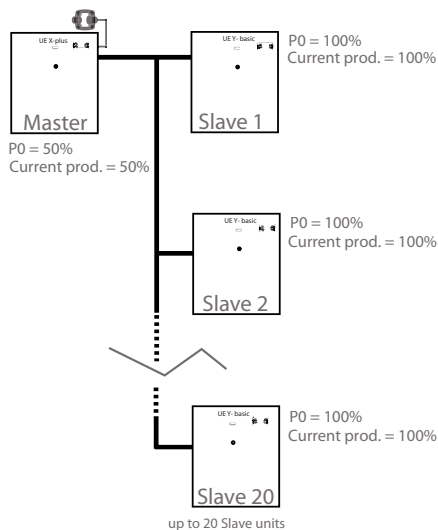 UE X-plus
Master
P0 = 50%
Current prod. = 50%
UE Y- basic
Slave 1
P0 = 100%
Current prod. = 100%
UE Y- basic
Slave 2
P0 = 100%
Current prod. = 100%
UE Y- basic
Slave 20
P0 = 100%
Current prod. = 100%
up to 20 Slave units